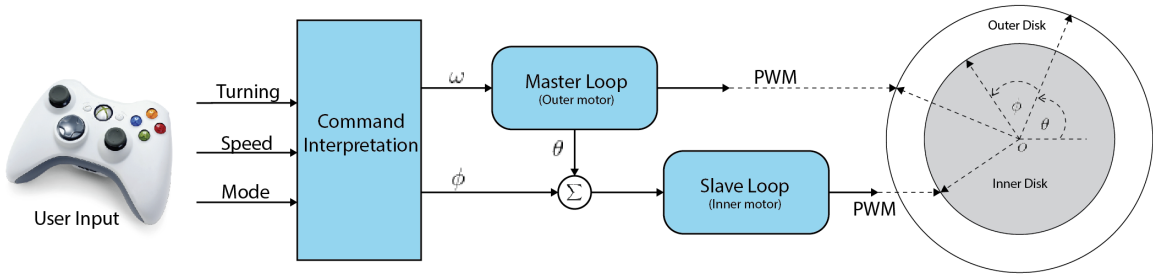 User Input
Turning
Speed
Mode
Command
Interpretation
ω
ϕ
Master Loop
(Outer motor)
θ
Σ
Slave Loop
(Inner motor)
PWM
PWM
Outer Disk
ϕ
θ
O
Inner Disk